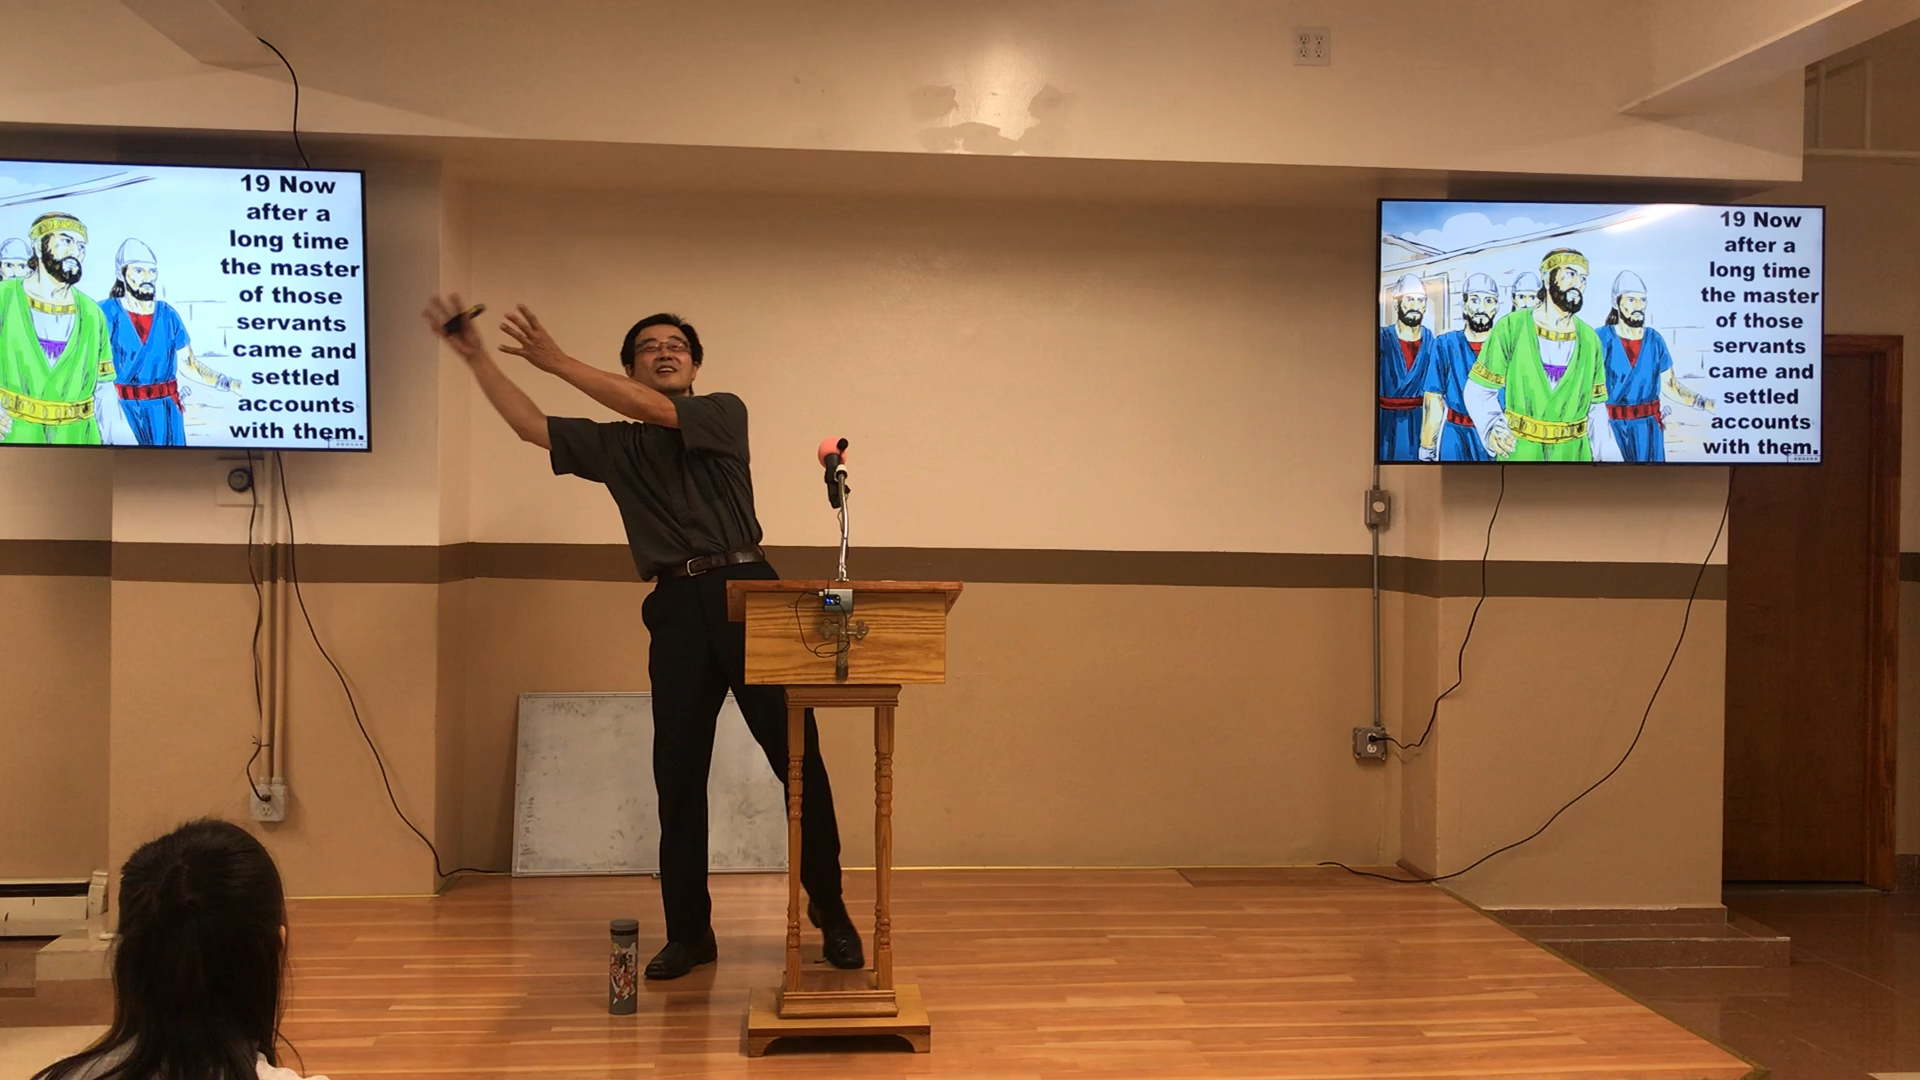 19 Now
after a
long time
the master
of those
servants
came and
settled
accounts
with them.
19 Now
after a
long time
the master
of those
servants
came and
settled
accounts
with them.